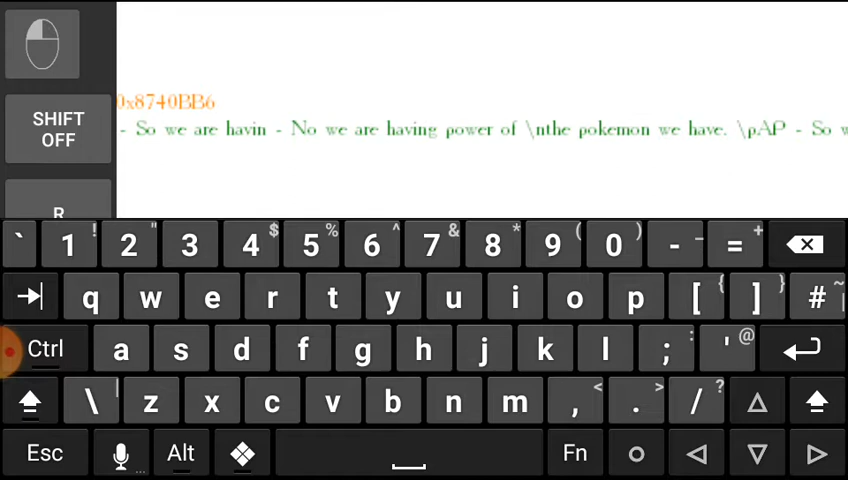 0x8740BB6
SHIFT
OFF
- So we are havin - No we are having power of \nthe pokemon we have. \pAP - So w
R
` 1 ! 2 " 3 4 $ 5 % 6 ^ 7 & 8 * 9 ( 0 ) - _ = +
q w e r t y u i o p [ { ] } # ~
Ctrl a s d f g h j k l ; : ' @
\ | z x c v b n m , < . > / ?
Esc ... Alt Fn